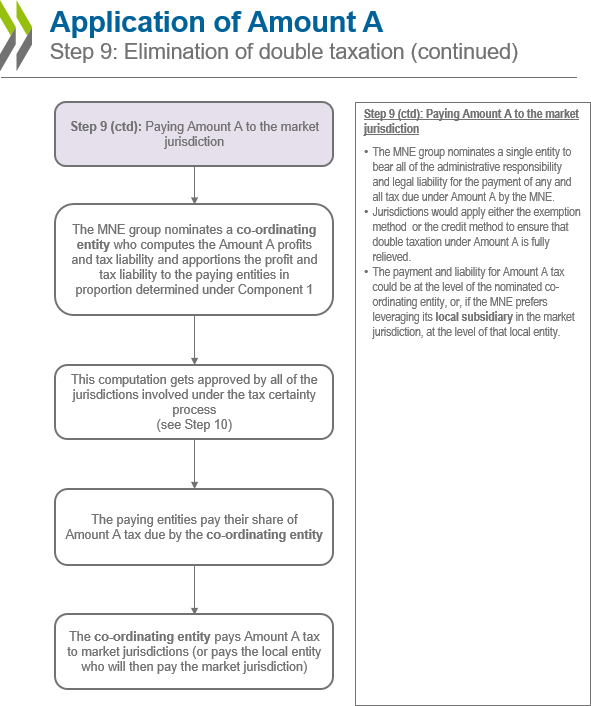 Application of Amount A
Step 9: Elimination of double taxation (continued)
Step 9 (ctd): Paying Amount A to the market
jurisdiction
The MNE group nominates a co-ordinating
entity who computes the Amount A profits
and tax liability and apportions the profit and
tax liability to the paying entities in
proportion determined under Component 1
This computation gets approved by all of the
jurisdictions involved under the tax certainty
process
(see Step 10)
The paying entities pay their share of
Amount A tax due by the co-ordinating entity
The co-ordinating entity pays Amount A tax
to market jurisdictions (or pays the local entity
who will then pay the market jurisdiction)
Step 9 (ctd): Paying Amount A to the market
jurisdiction
• The MNE group nominates a single entity to
bear all of the administrative responsibility
and legal liability for the payment of any and
all tax due under Amount A by the MNE.
• Jurisdictions would apply either the exemption
method or the credit method to ensure that
double taxation under Amount A is fully
relieved.
• The payment and liability for Amount A tax
could be at the level of the nominated co-
ordinating entity, or, if the MNE prefers
leveraging its local subsidiary in the market
jurisdiction, at the level of that local entity.